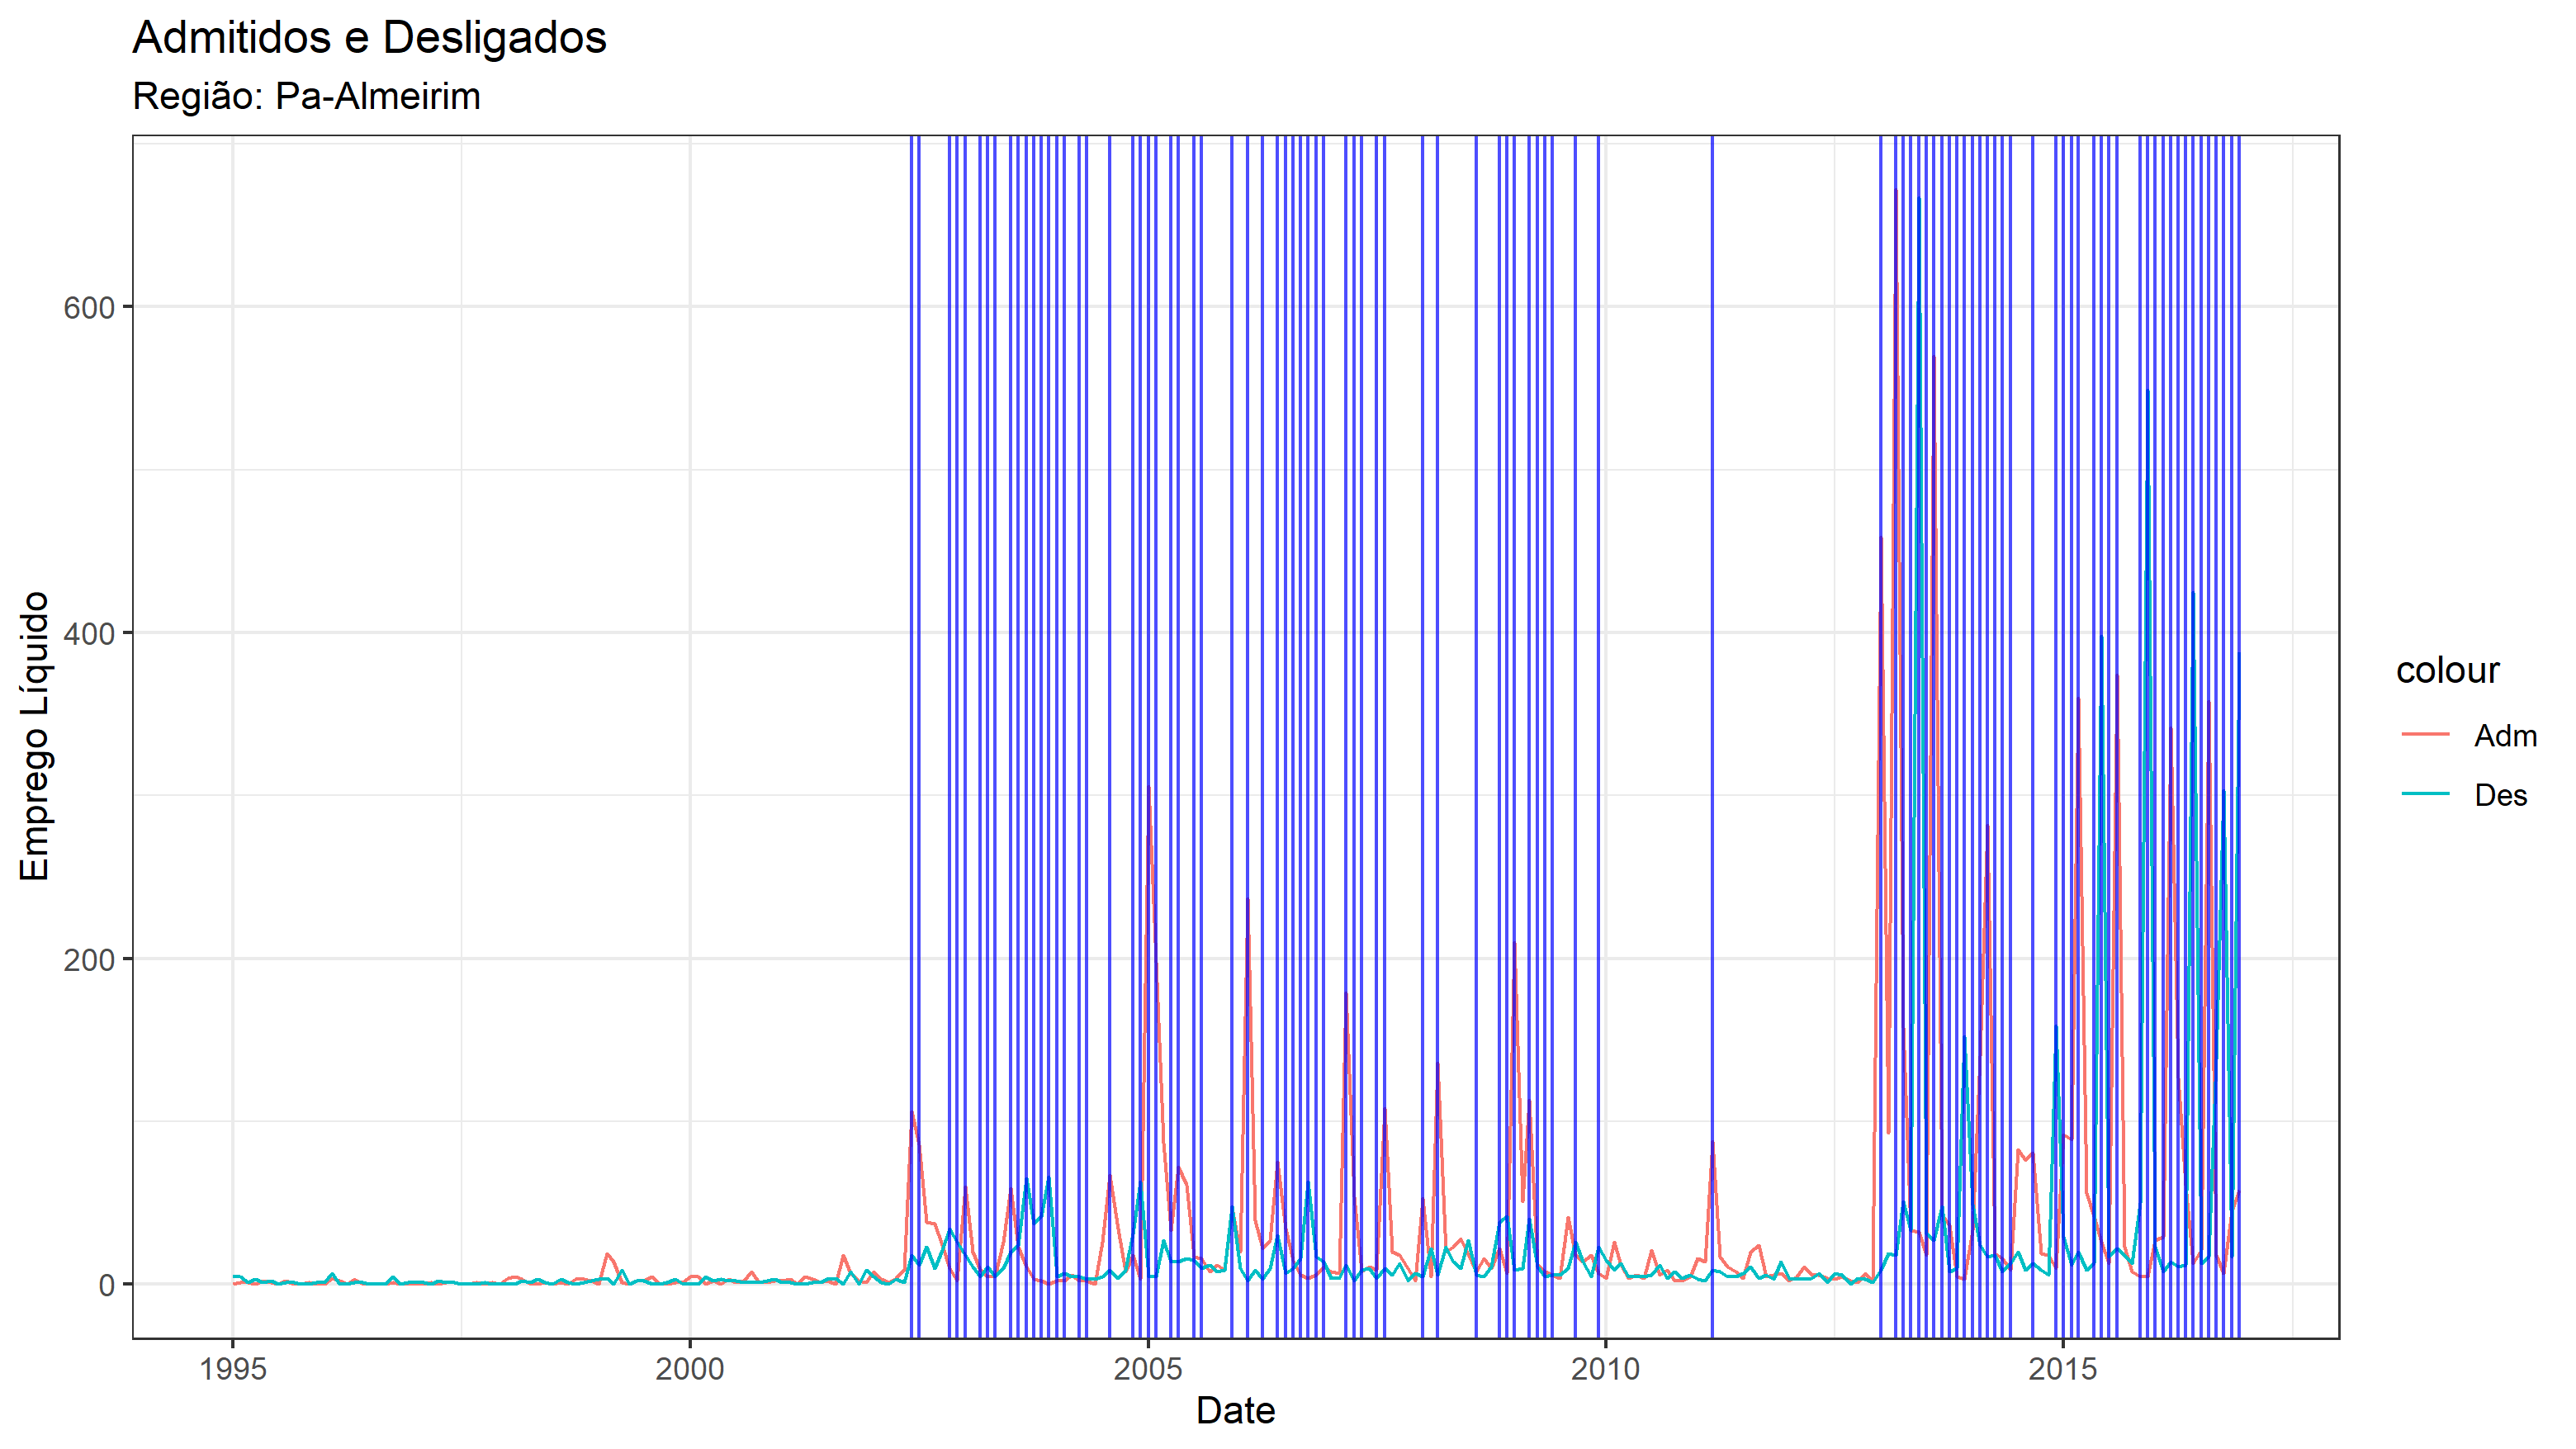 Admitidos e Desligados
Região: Pa-Almeirim
Emprego Líquido
600
400
200
0
1995
2000
2005
2010
2015
Date
colour
Adm
Des